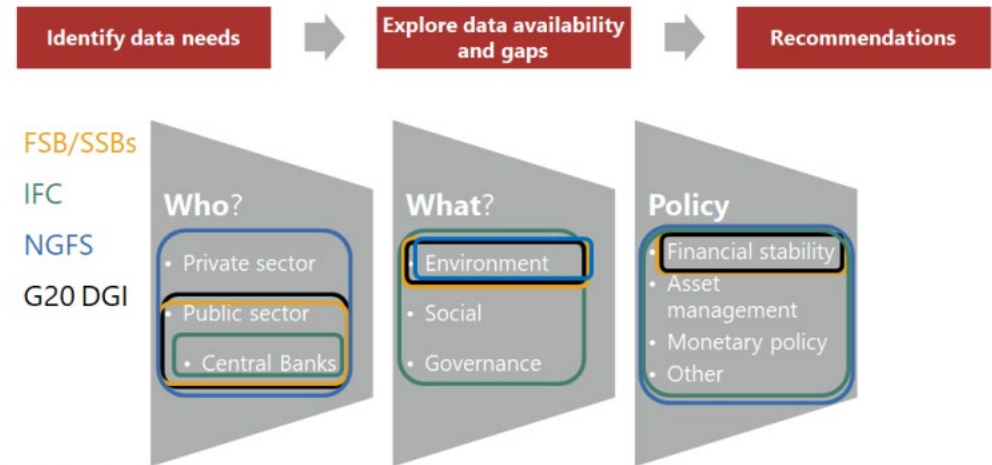 Identify data needs
Explore data availability
and gaps
Recommendations
FSB/SSBs
IFC
NGFS
G20 DGI
Who?
• Private sector
• Public sector
• Central Banks
What?
• Environment
• Social
• Governance
Policy
• Financial stability
• Asset
management
• Monetary policy
• Other